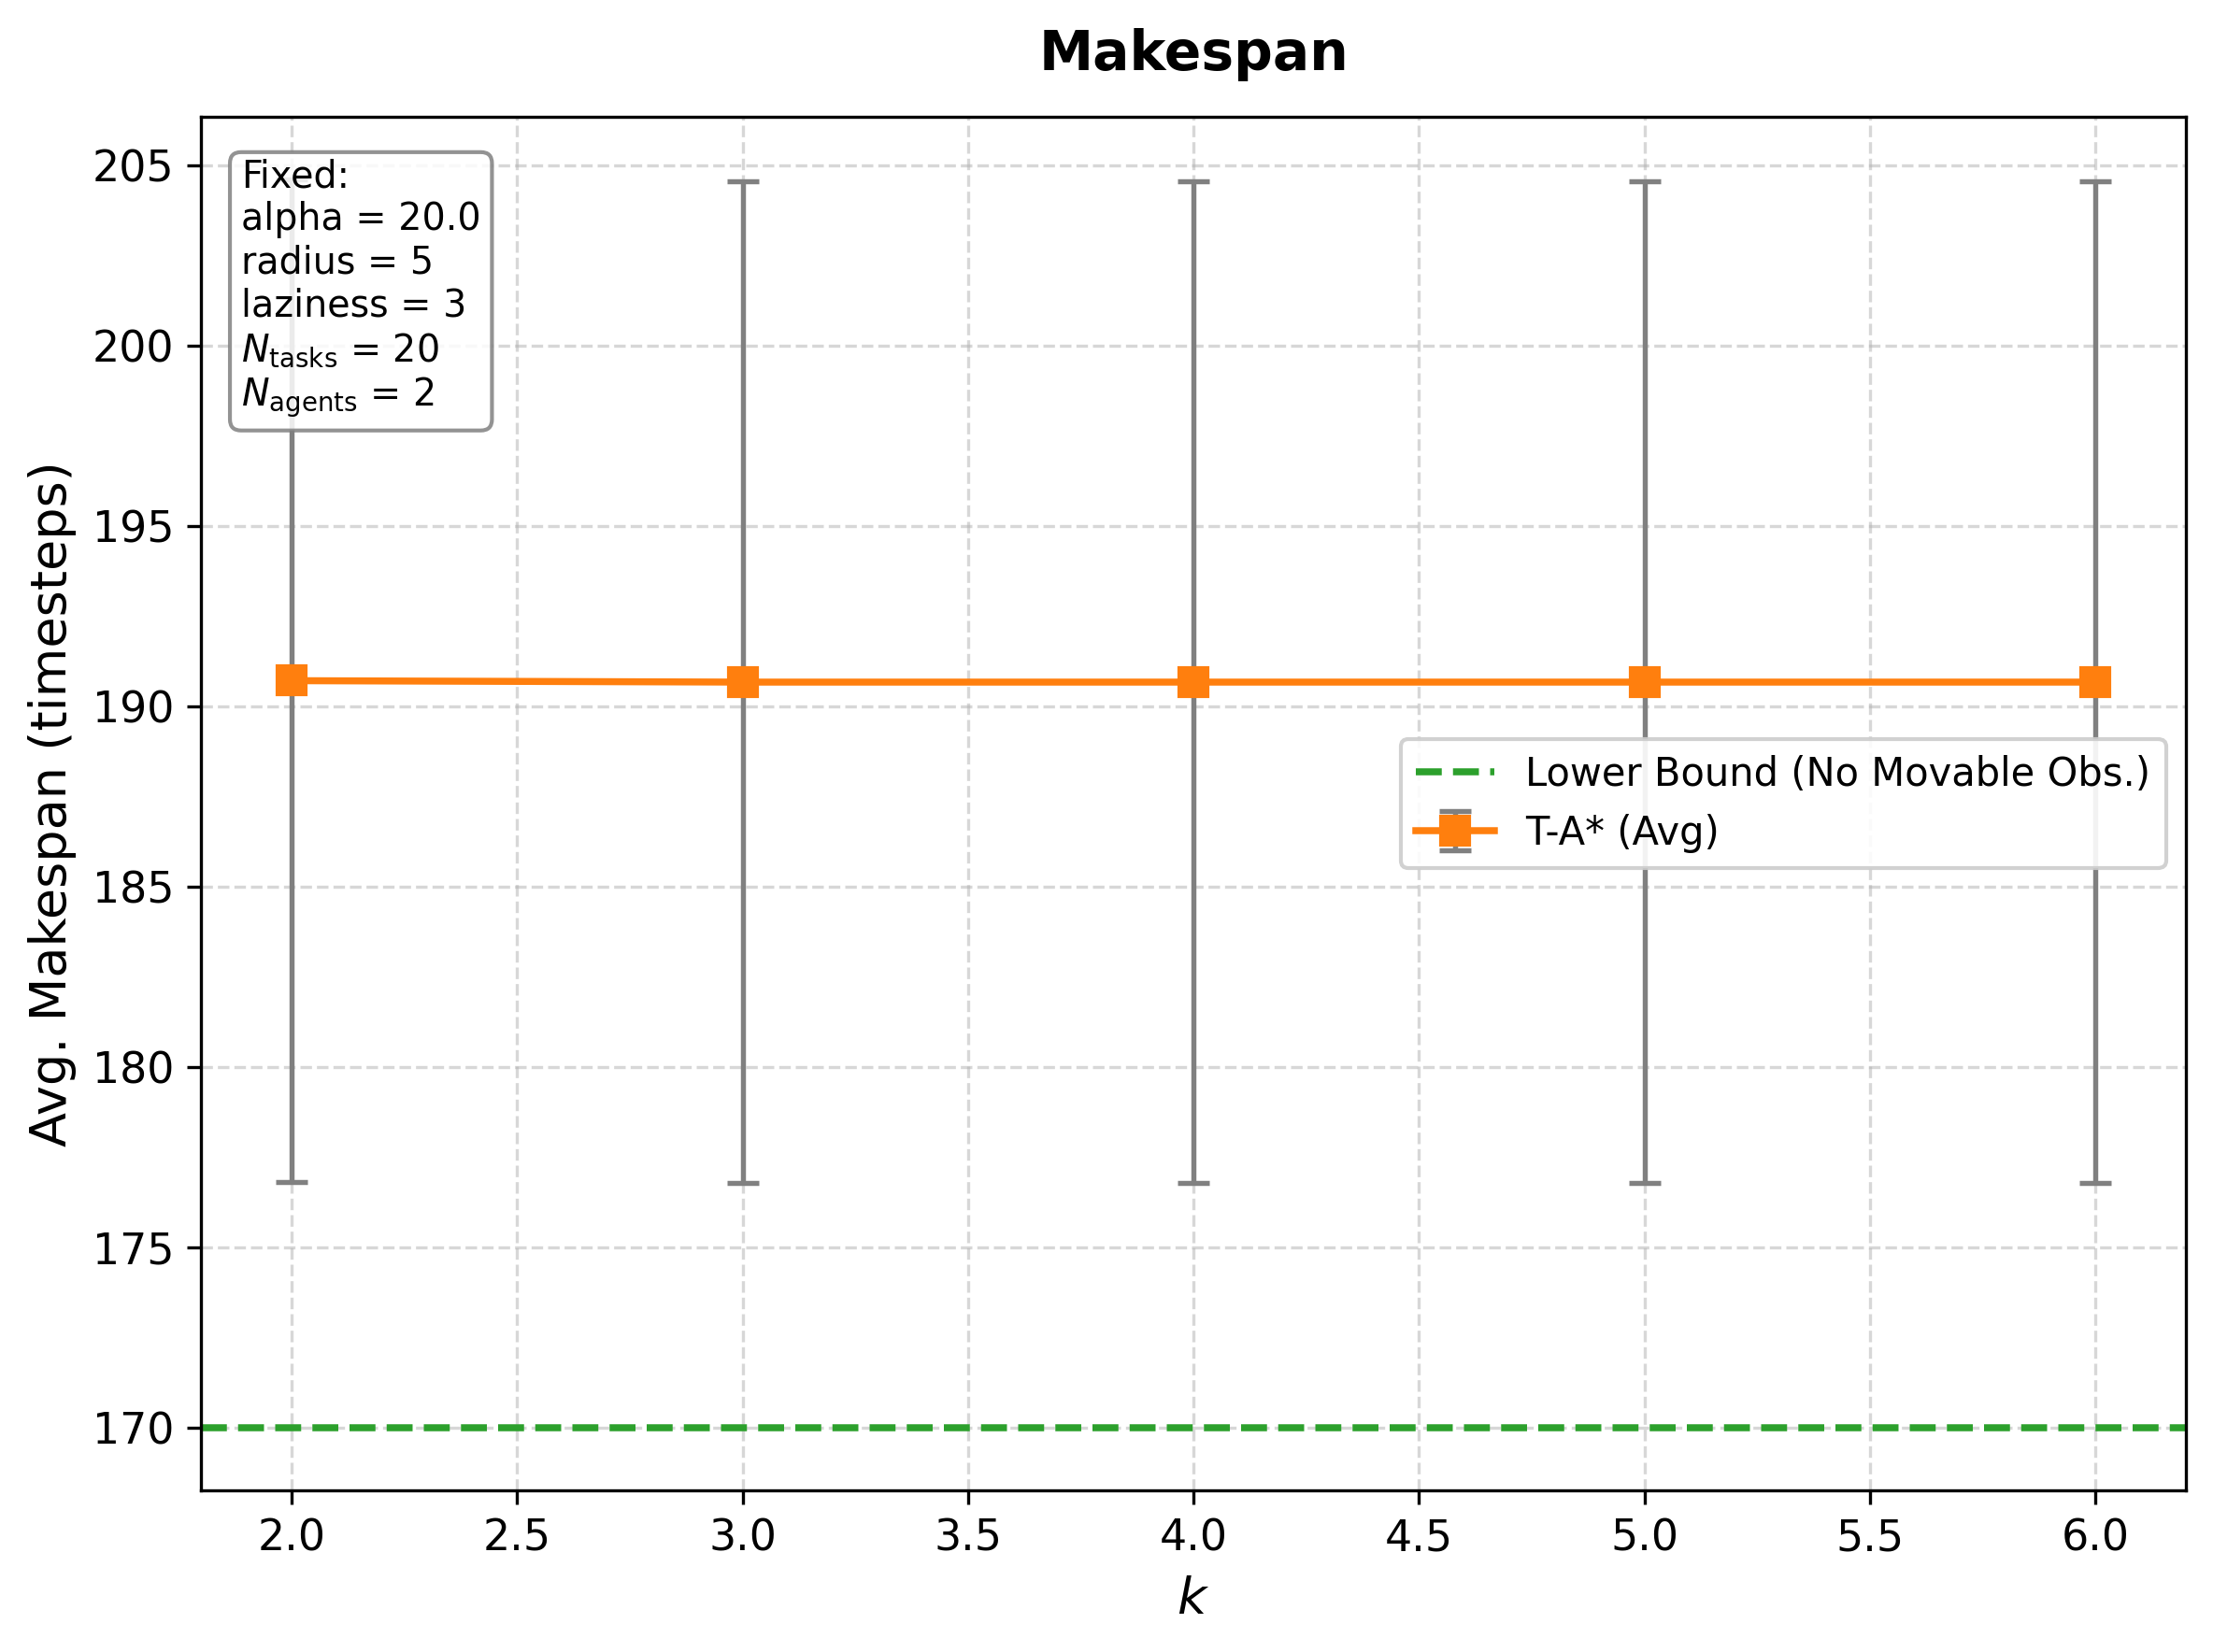 Makespan
Avg. Makespan (timesteps)
205
200
195
190
185
180
175
170
Fixed:
alpha = 20.0
radius = 5
laziness = 3
N_tasks = 20
N_agents = 2
Lower Bound (No Movable Obs.)
T-A* (Avg)
2.0 2.5 3.0 3.5 4.0 4.5 5.0 5.5 6.0
k